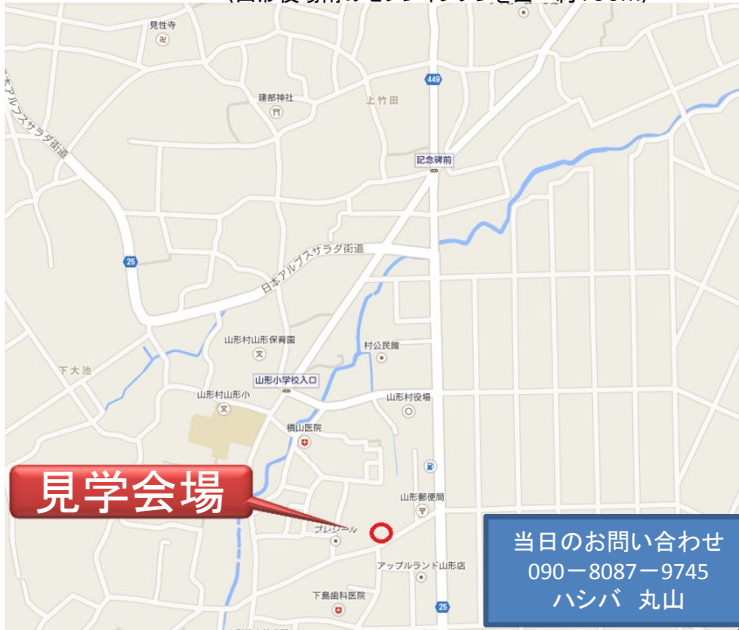 見性寺
449
上竹田
建部神社
日本アルプスサラダ街道
記念碑前
25
日本アルプスサラダ街道
山形村山形保育園
村公民館
下大池
山形小学校入口
山形村山形小
山形村役場
横山医院
見学会場
山形郵便局
プレジール
アップルランド山形店
下島歯科医院
25
当日のお問い合わせ
090－8087－9745
ハシバ 丸山